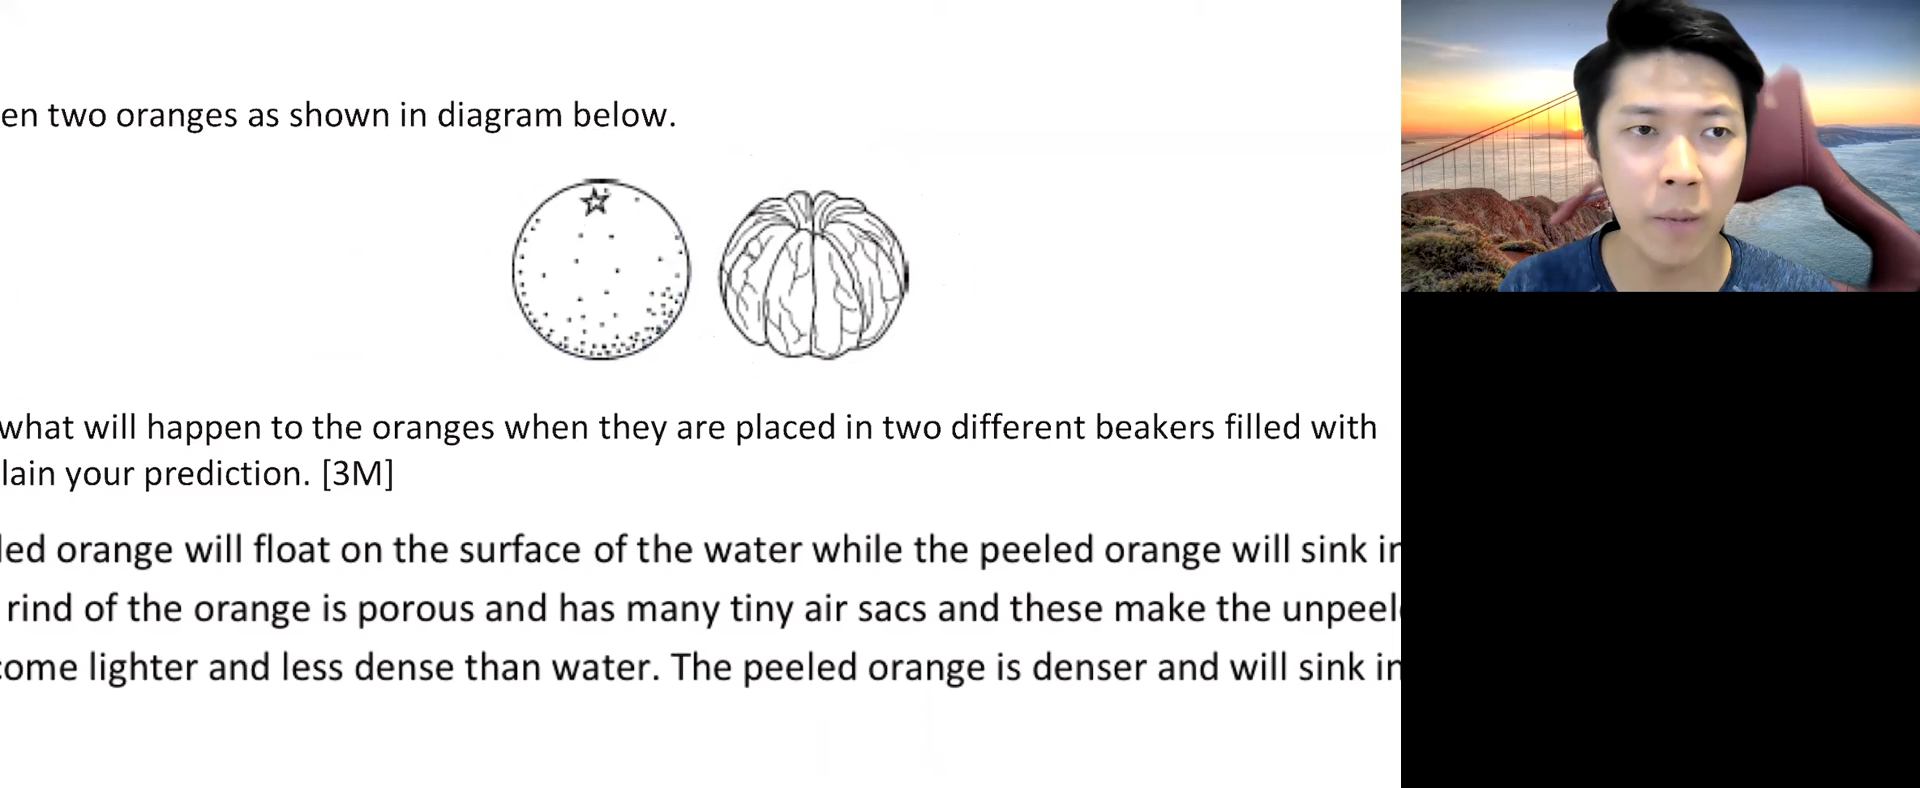 en two oranges as shown in diagram below.
what will happen to the oranges when they are placed in two different beakers filled with
lain your prediction. [3M]
led orange will float on the surface of the water while the peeled orange will sink in
rind of the orange is porous and has many tiny air sacs and these make the unpeel
come lighter and less dense than water. The peeled orange is denser and will sink in